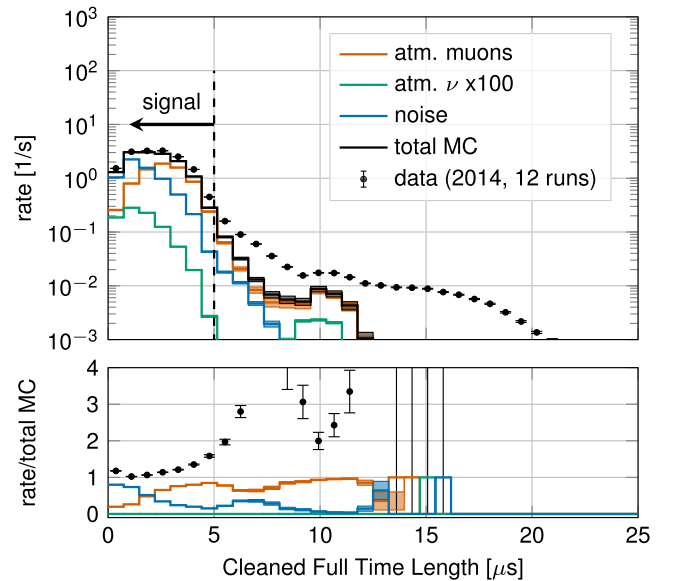 10³
10²
10¹
10⁰
10⁻¹
10⁻²
10⁻³
rate [1/s]
signal
atm. muons
atm. ν x100
noise
total MC
data (2014, 12 runs)
4
3
2
1
0
rate/total MC
0 5 10 15 20 25
Cleaned Full Time Length [μs]